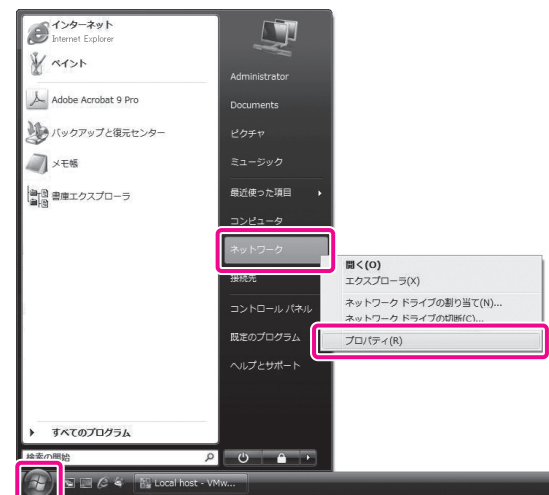 インターネット
Internet Explorer
ペイント
Adobe Acrobat 9 Pro
バックアップと復元センター
メモ帳
書庫エクスプローラ
すべてのプログラム
検索の開始
Administrator
Documents
ピクチャ
ミュージック
最近使った項目
コンピュータ
ネットワーク
接続先
コントロール パネル
既定のプログラム
ヘルプとサポート
開く(O)
エクスプローラ(X)
ネットワーク ドライブの割り当て(N)...
ネットワーク ドライブの切断(C)...
プロパティ(R)
Local host - VMw...